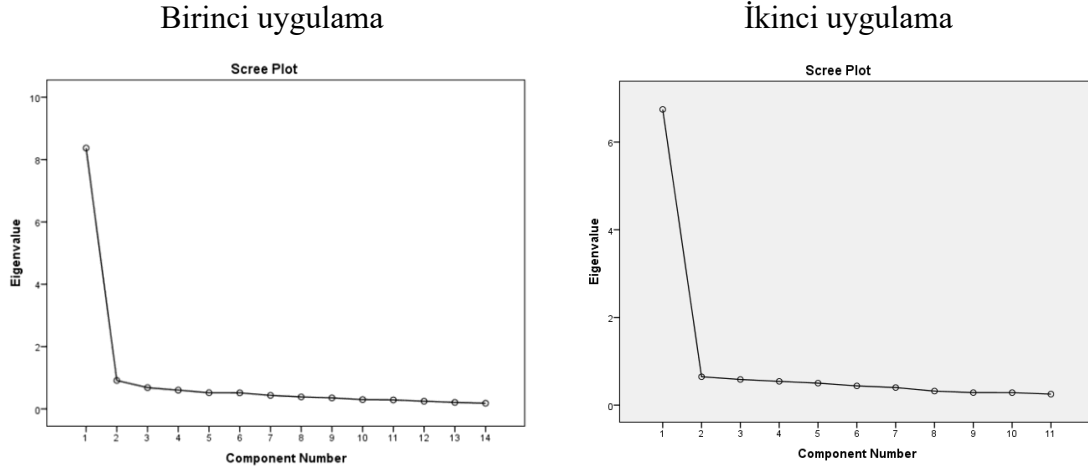 Birinci uygulama
Scree Plot
Eigenvalue
10
8
6
4
2
0
1 2 3 4 5 6 7 8 9 10 11 12 13 14
Component Number
İkinci uygulama
Scree Plot
Eigenvalue
6
4
2
0
1 2 3 4 5 6 7 8 9 10 11
Component Number